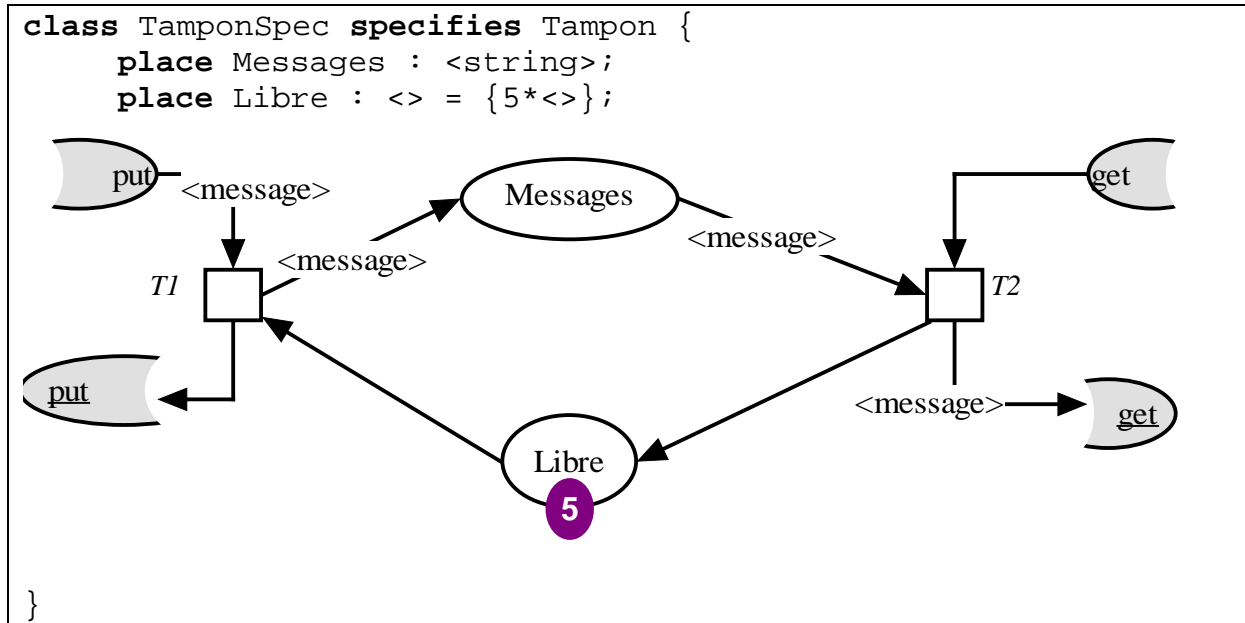 class TamponSpec specifies Tampon {
place Messages : <string>;
place Libre : <> = {5*<>};
put
<message>
Messages
get
<message>
<message>
T1
T2
put
<message>
get
Libre
5
}